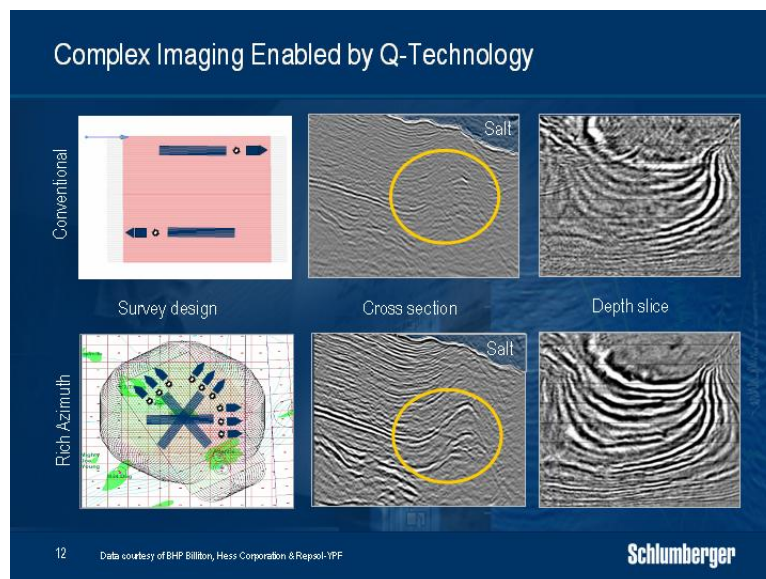 Complex Imaging Enabled by Q-Technology
Conventional
Salt
Survey design
Cross section
Depth slice
Rich Azimuth
Salt
12
Data courtesy of BHP Billiton, Hess Corporation & Repsol-YPF
Schlumberger